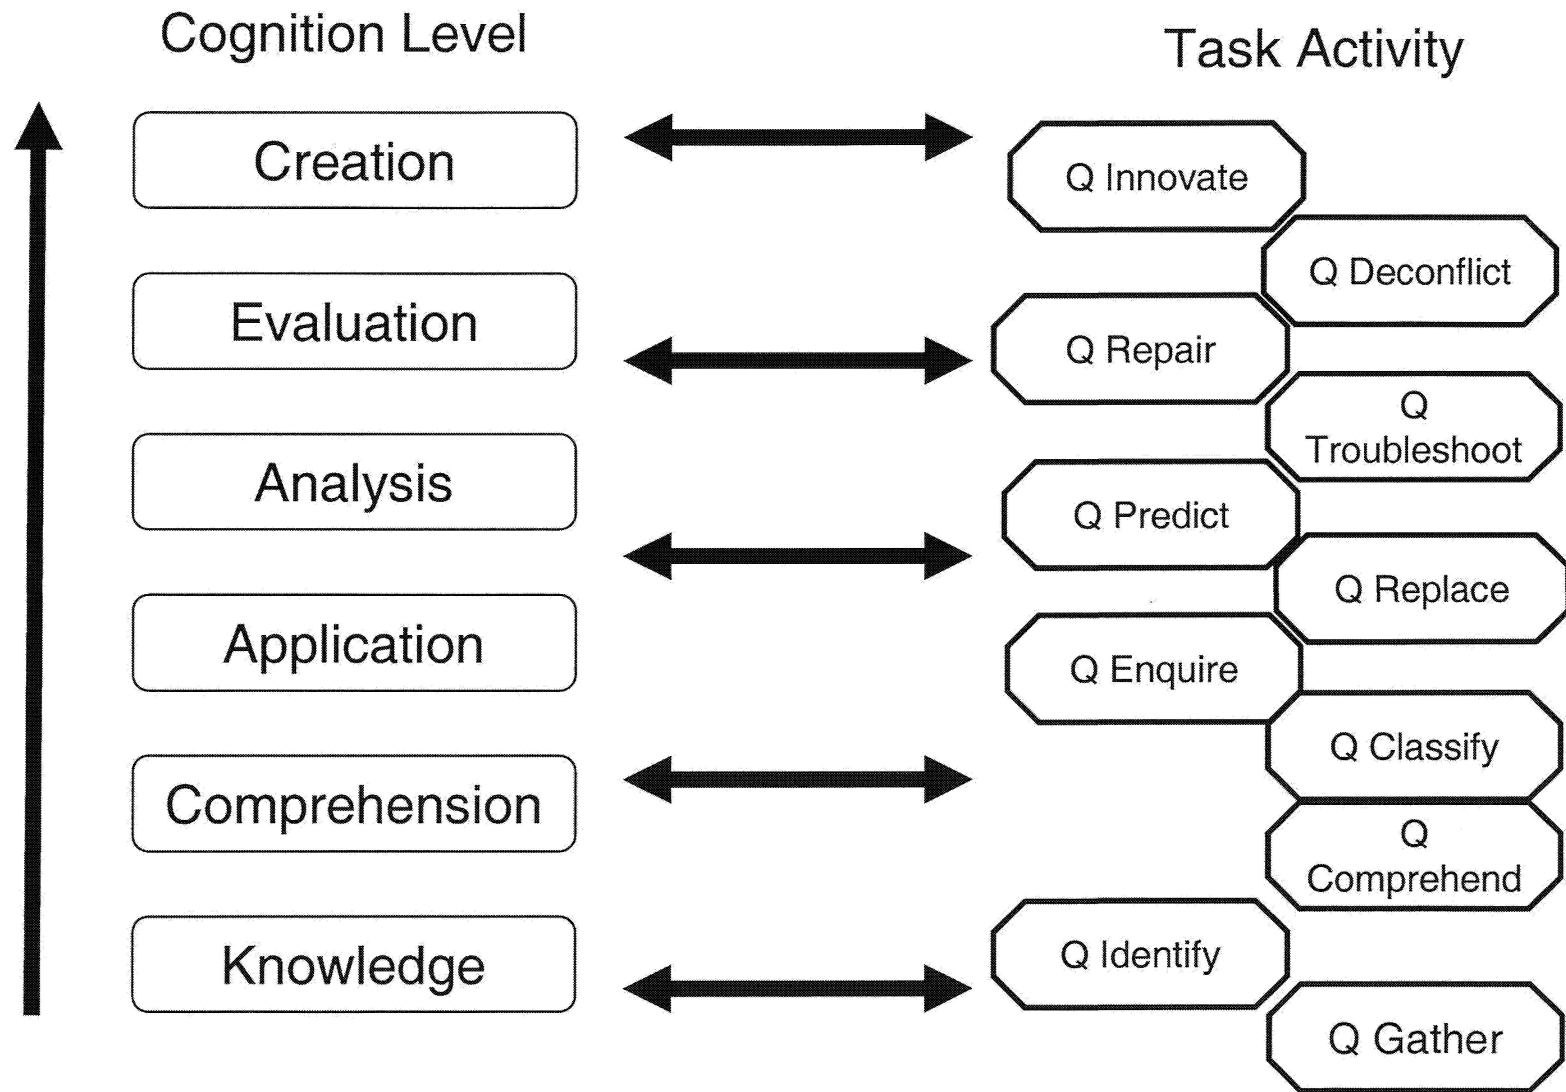 Cognition Level
Task Activity
Creation
Evaluation
Analysis
Application
Comprehension
Knowledge
Q Innovate
Q Deconflict
Q Repair
Q
Troubleshoot
Q Predict
Q Replace
Q Enquire
Q Classify
Q
Comprehend
Q Identify
Q Gather